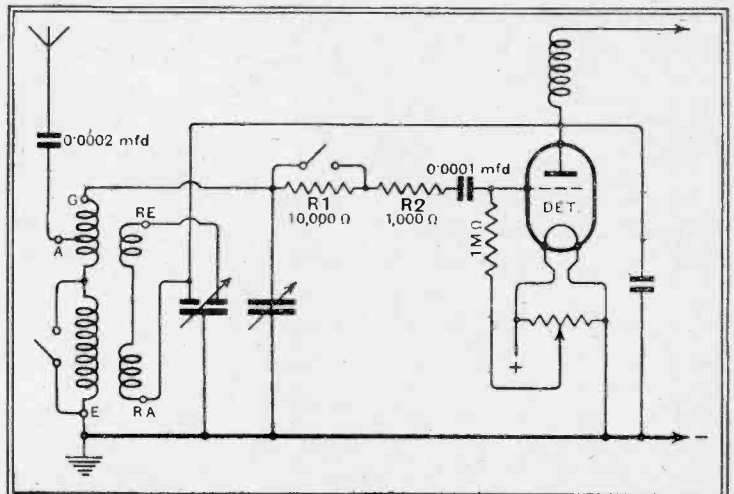 0·0002 mfd
G
A
RE
RA
E
R1
10,000 Ω
R2
1,000 Ω
0·0001 mfd
1MΩ
DET.
+
−